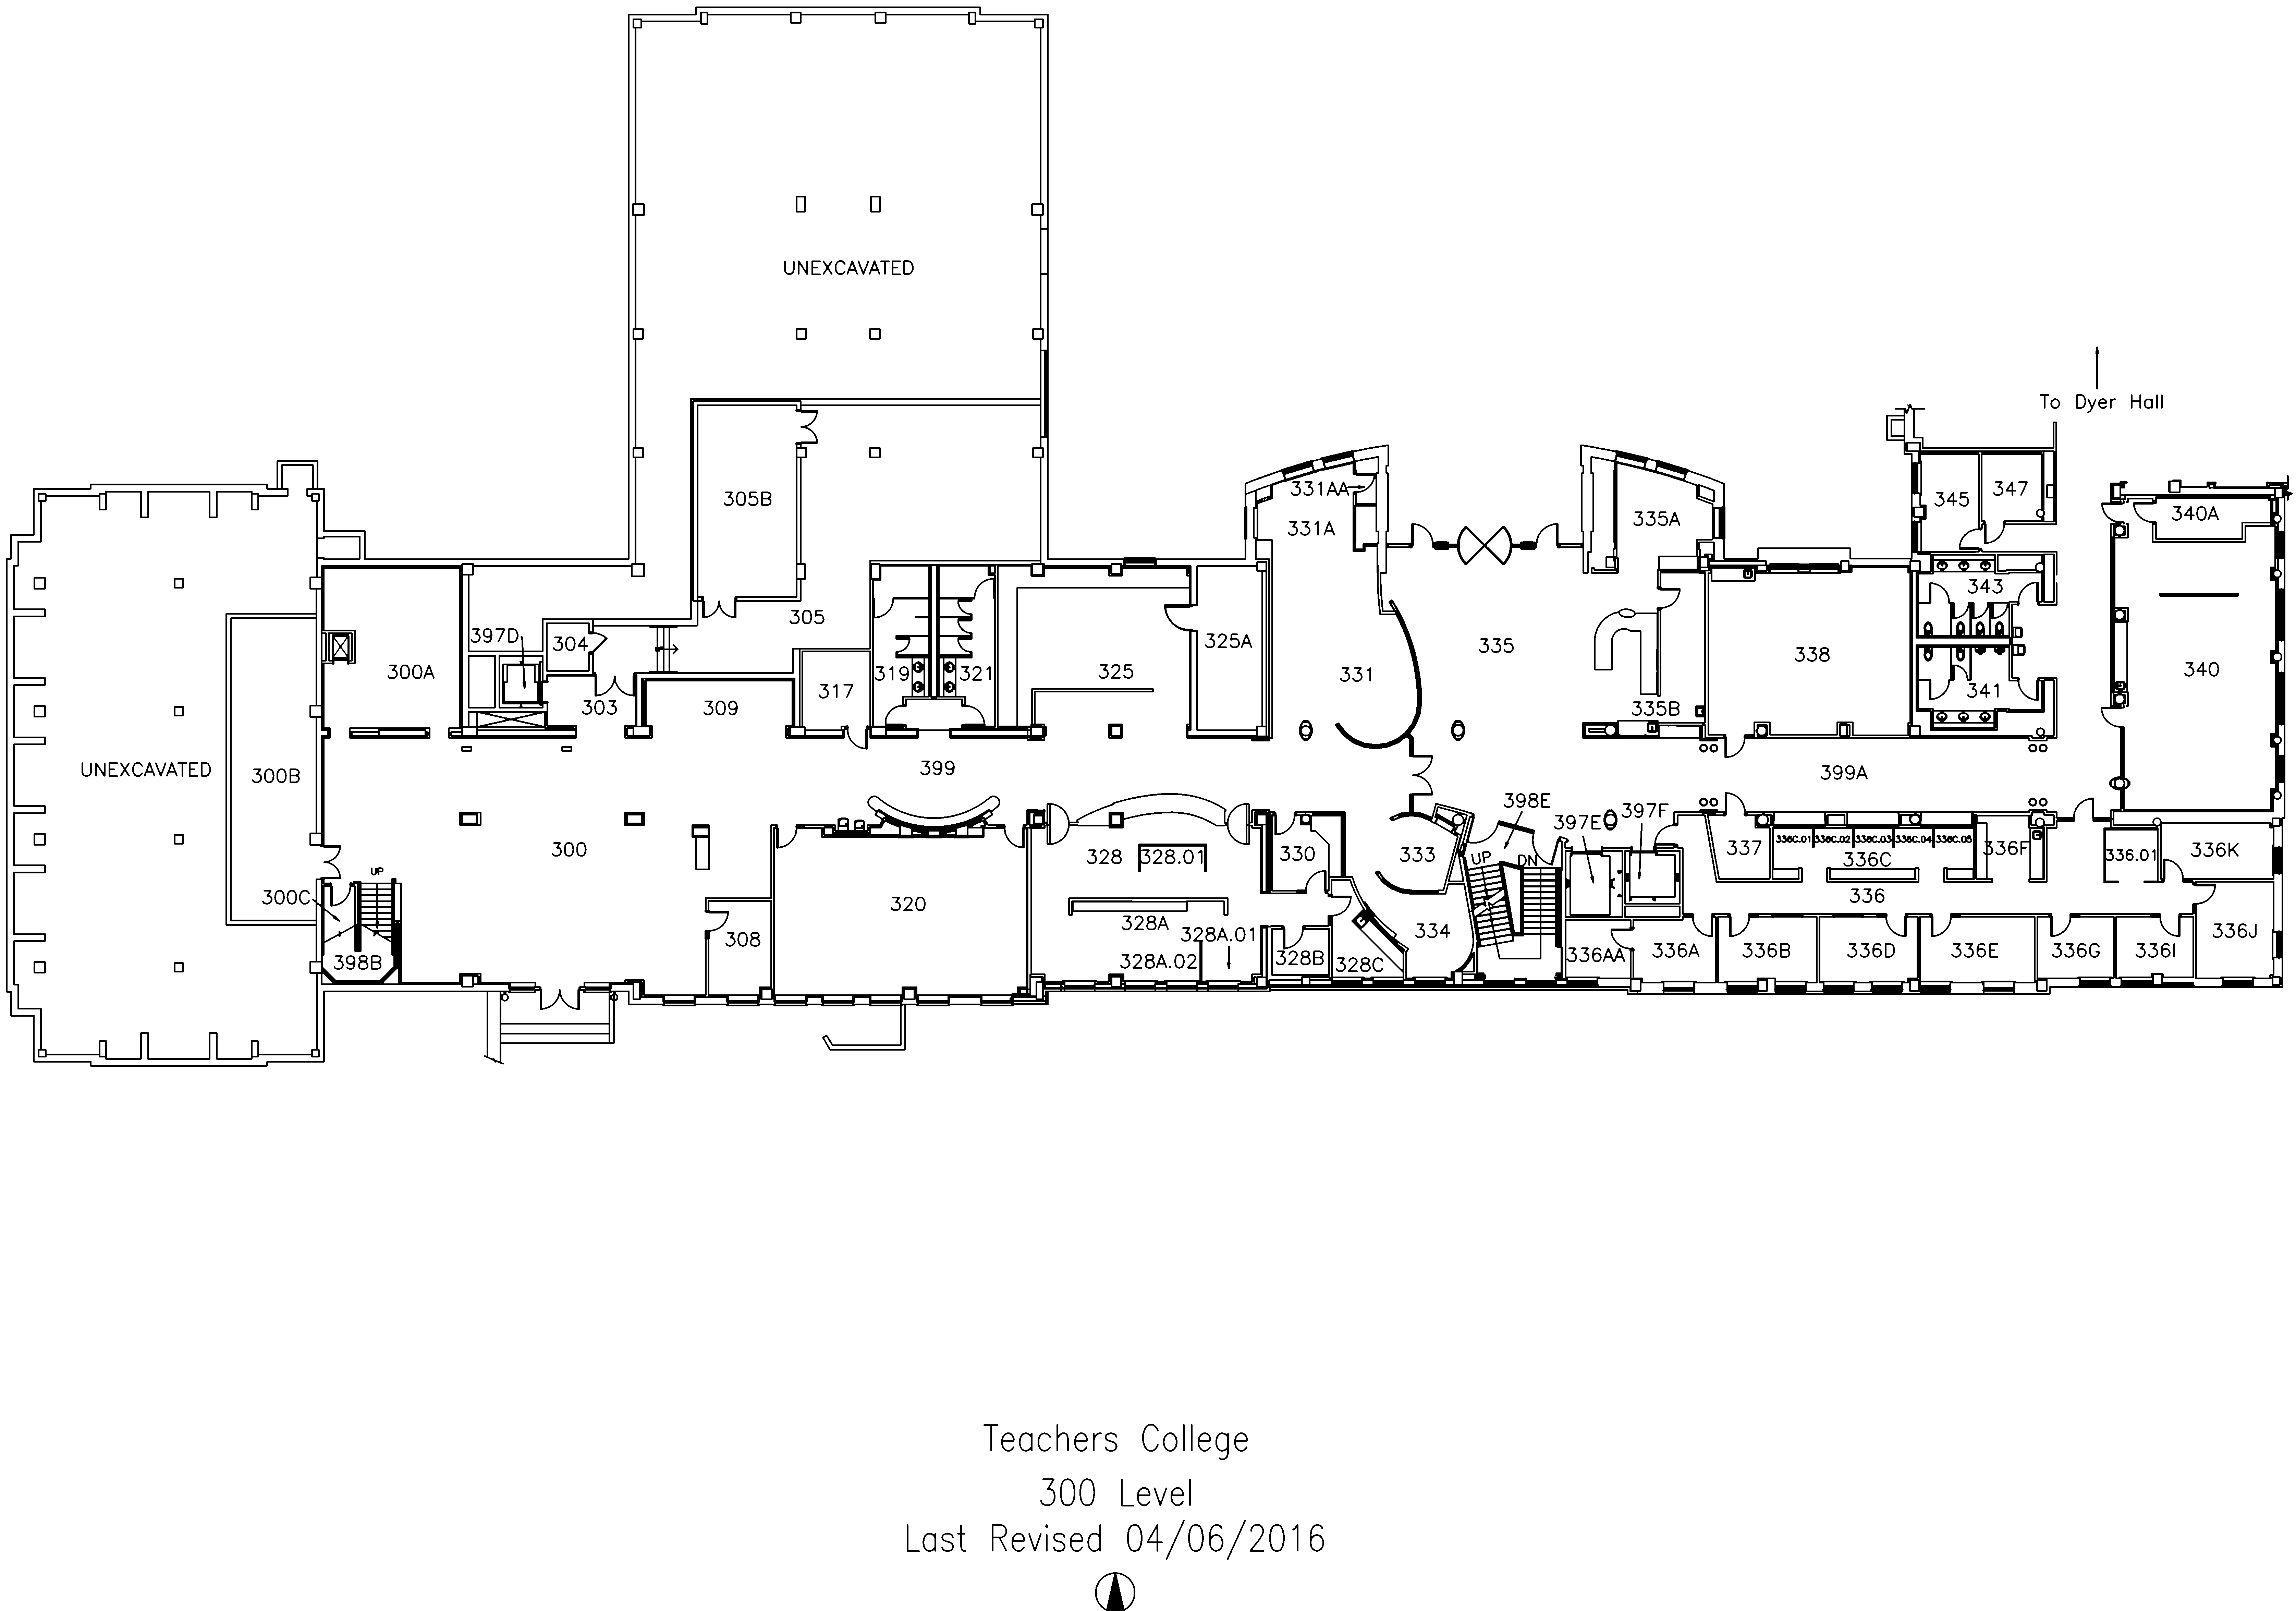 UNEXCAVATED
To Dyer Hall
331AA
305B
345
347
340A
335A
331A
343
305
397D
304
325A
335
338
300A
319
321
325
331
340
317
341
303
309
335B
399
399A
UNEXCAVATED
300B
398E
397F
397E
336C.01
336C.02
336C.03
336C.04
336C.05
300
328
328.01
330
333
UP
DN
337
336C
336F
336.01
336K
UP
300C
336
320
328A
328A.01
334
308
336J
398B
328A.02
328B
328C
336AA
336A
336B
336D
336E
336G
336I
Teachers College
300 Level
Last Revised 04/06/2016